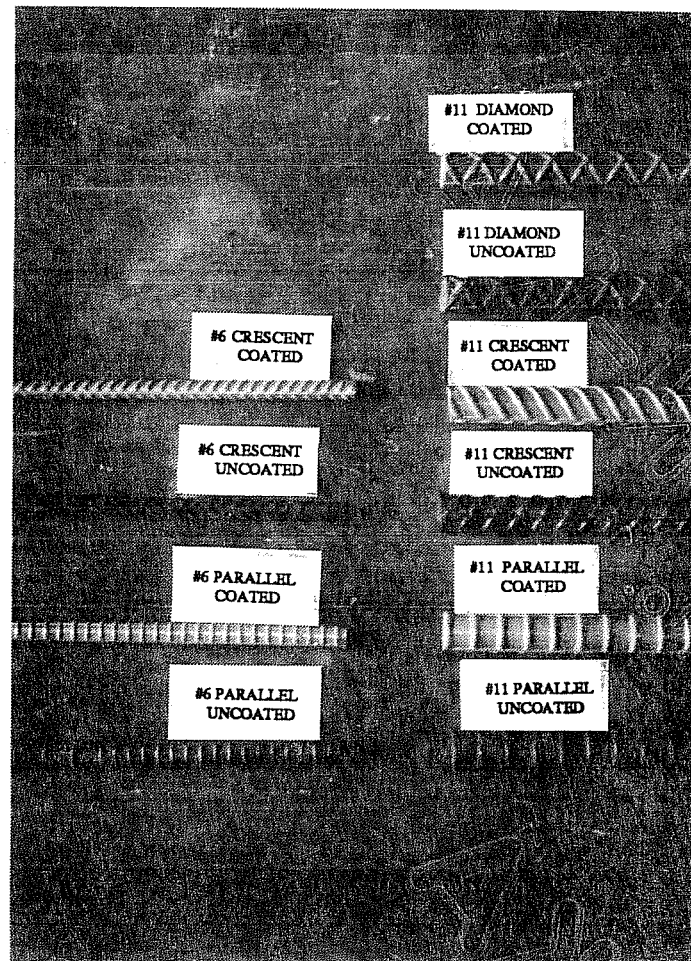 #11 DIAMOND
COATED
#11 DIAMOND
UNCOATED
#6 CRESCENT
COATED
#11 CRESCENT
COATED
#6 CRESCENT
UNCOATED
#11 CRESCENT
UNCOATED
#6 PARALLEL
COATED
#11 PARALLEL
COATED
#6 PARALLEL
UNCOATED
#11 PARALLEL
UNCOATED